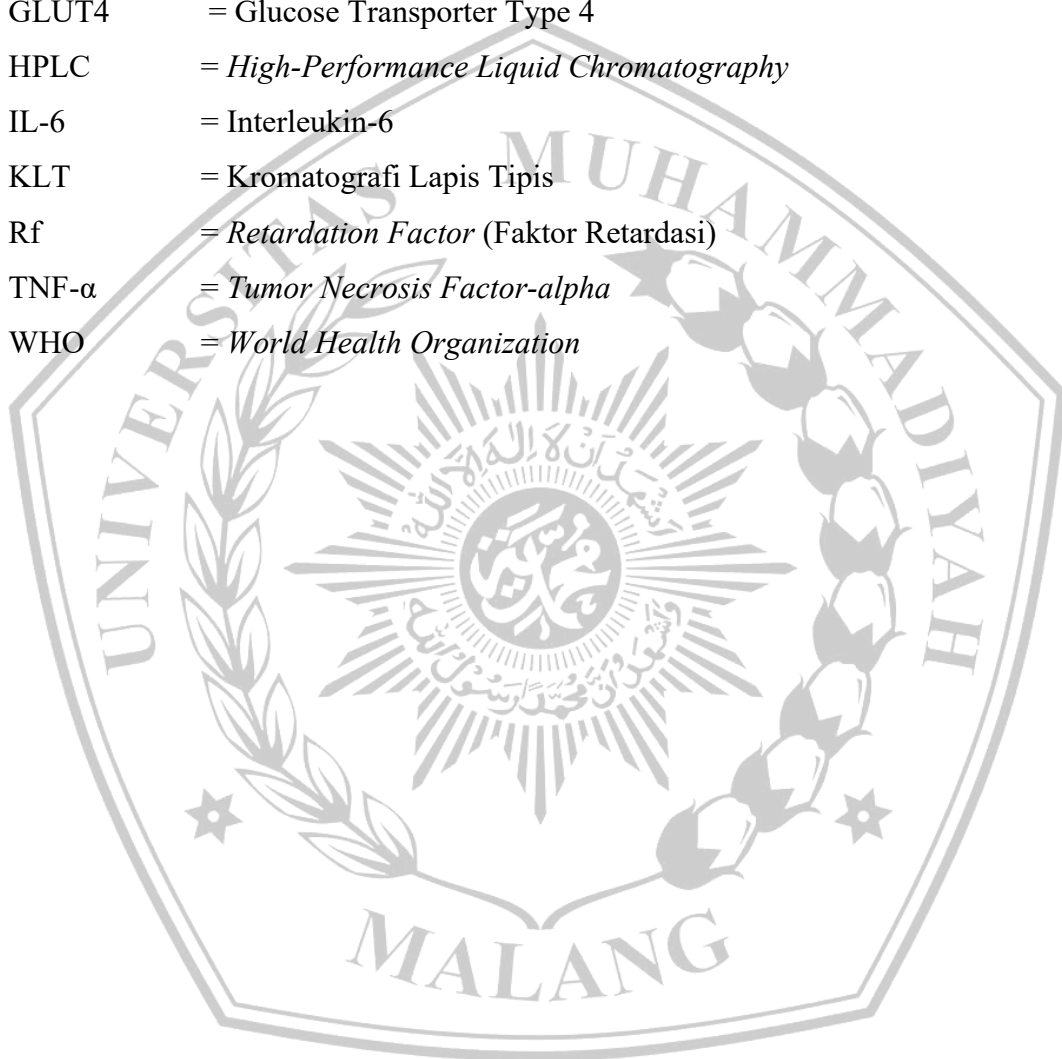 GLUT4 = Glucose Transporter Type 4
HPLC = High-Performance Liquid Chromatography
IL-6 = Interleukin-6
KLT = Kromatografi Lapis Tipis
Rf = Retardation Factor (Faktor Retardasi)
TNF-α = Tumor Necrosis Factor-alpha
WHO = World Health Organization
UNIVERSITAS MUHAMMADIYAH
MALANG